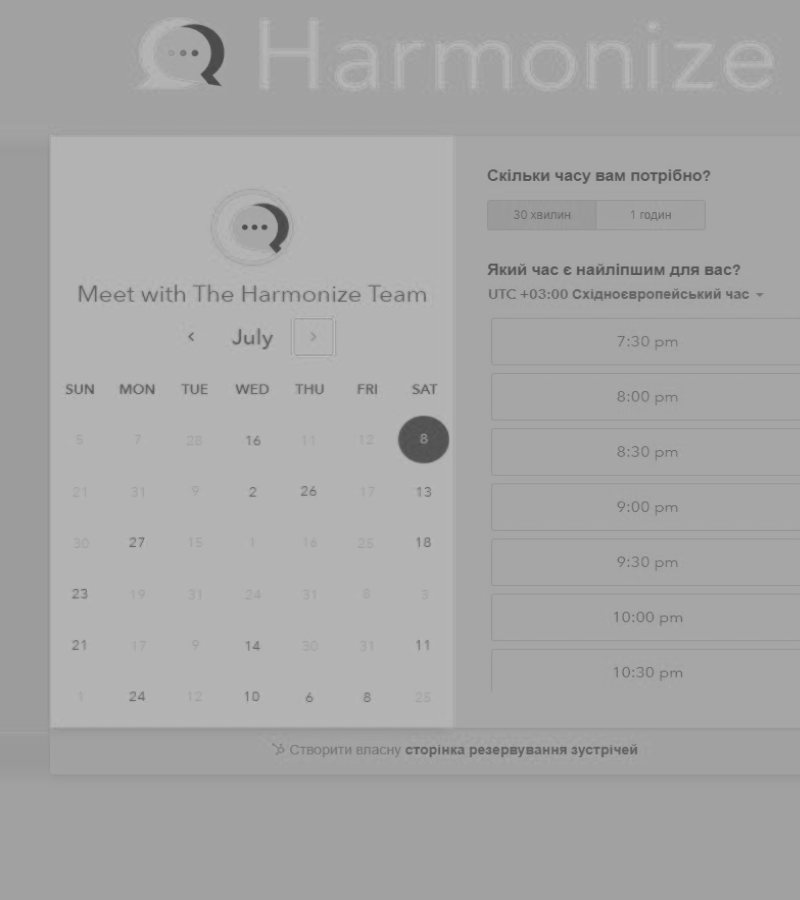 Harmonize
Meet with The Harmonize Team
July
SUN MON TUE WED THU FRI SAT
5 7 28 16 11 12 8
21 31 9 2 26 17 13
30 27 15 1 16 25 18
23 19 31 24 31 8 3
21 17 9 14 30 31 11
24 12 10 6 8 25
Скільки часу вам потрібно?
30 хвилин 1 годин
Який час є найліпшим для вас?
UTC +03:00 Східноєвропейський час
7:30 pm
8:00 pm
8:30 pm
9:00 pm
9:30 pm
10:00 pm
10:30 pm
Створити власну сторінка резервування зустрічей